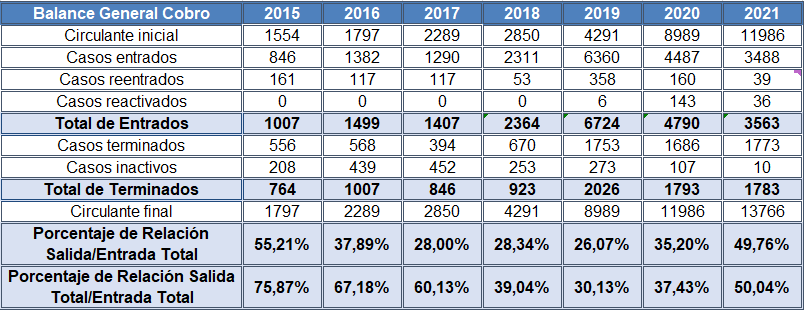 Balance General Cobro 2015 2016 2017 2018 2019 2020 2021
Circulante inicial 1554 1797 2289 2850 4291 8989 11986
Casos entrados 846 1382 1290 2311 6360 4487 3488
Casos reentrados 161 117 117 53 358 160 39
Casos reactivados 0 0 0 0 6 143 36
Total de Entrados 1007 1499 1407 2364 6724 4790 3563
Casos terminados 556 568 394 670 1753 1686 1773
Casos inactivos 208 439 452 253 273 107 10
Total de Terminados 764 1007 846 923 2026 1793 1783
Circulante final 1797 2289 2850 4291 8989 11986 13766
Porcentaje de Relación
Salida/Entrada Total 55,21% 37,89% 28,00% 28,34% 26,07% 35,20% 49,76%
Porcentaje de Relación Salida
Total/Entrada Total 75,87% 67,18% 60,13% 39,04% 30,13% 37,43% 50,04%